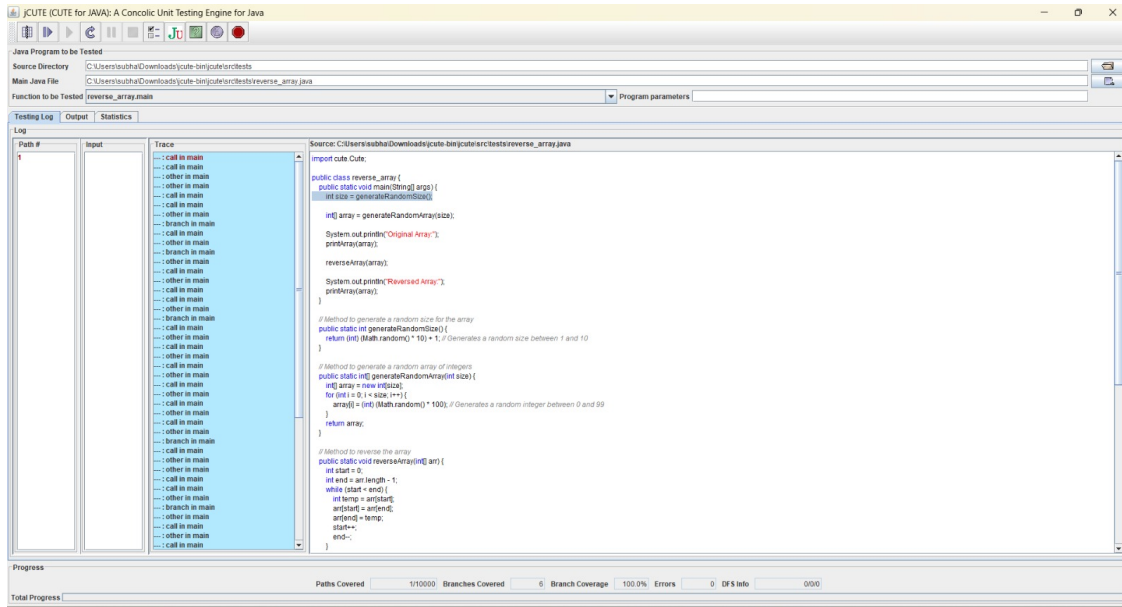 jCUTE (CUTE for JAVA): A Concolic Unit Testing Engine for Java
JU
Java Program to be Tested
Source Directory C:\Users\subha\Downloads\jcute-bin\jcute\src\tests
Main Java File C:\Users\subha\Downloads\jcute-bin\jcute\src\tests\reverse_array.java
Function to be Tested reverse_array.main Program parameters
Testing Log Output Statistics
Log
Path # Input Trace Source: C:\Users\subha\Downloads\jcute-bin\jcute\src\tests\reverse_array.java
1
--- : call in main
--- : call in main
--- : other in main
--- : other in main
--- : call in main
--- : call in main
--- : other in main
--- : branch in main
--- : call in main
--- : other in main
--- : branch in main
--- : other in main
--- : call in main
--- : other in main
--- : call in main
--- : call in main
--- : other in main
--- : branch in main
--- : call in main
--- : other in main
--- : call in main
--- : other in main
--- : call in main
--- : other in main
--- : call in main
--- : other in main
--- : call in main
--- : other in main
--- : call in main
--- : other in main
--- : branch in main
--- : call in main
--- : other in main
--- : other in main
--- : call in main
--- : call in main
--- : other in main
--- : branch in main
--- : other in main
--- : call in main
--- : other in main
--- : call in main
import cute.Cute;
public class reverse_array {
public static void main(String[] args) {
int size = generateRandomSize();
int[] array = generateRandomArray(size);
System.out.println("Original Array:");
printArray(array);
reverseArray(array);
System.out.println("Reversed Array:");
printArray(array);
}
// Method to generate a random size for the array
public static int generateRandomSize() {
return (int) (Math.random() * 10) + 1; // Generates a random size between 1 and 10
}
// Method to generate a random array of integers
public static int[] generateRandomArray(int size) {
int[] array = new int[size];
for (int i = 0; i < size; i++) {
array[i] = (int) (Math.random() * 100); // Generates a random integer between 0 and 99
}
return array;
}
// Method to reverse the array
public static void reverseArray(int[] arr) {
int start = 0;
int end = arr.length - 1;
while (start < end) {
int temp = arr[start];
arr[start] = arr[end];
arr[end] = temp;
start++;
end--;
}
Progress
Paths Covered 1/10000 Branches Covered 6 Branch Coverage 100.0% Errors 0 DFS Info 0/0/0
Total Progress